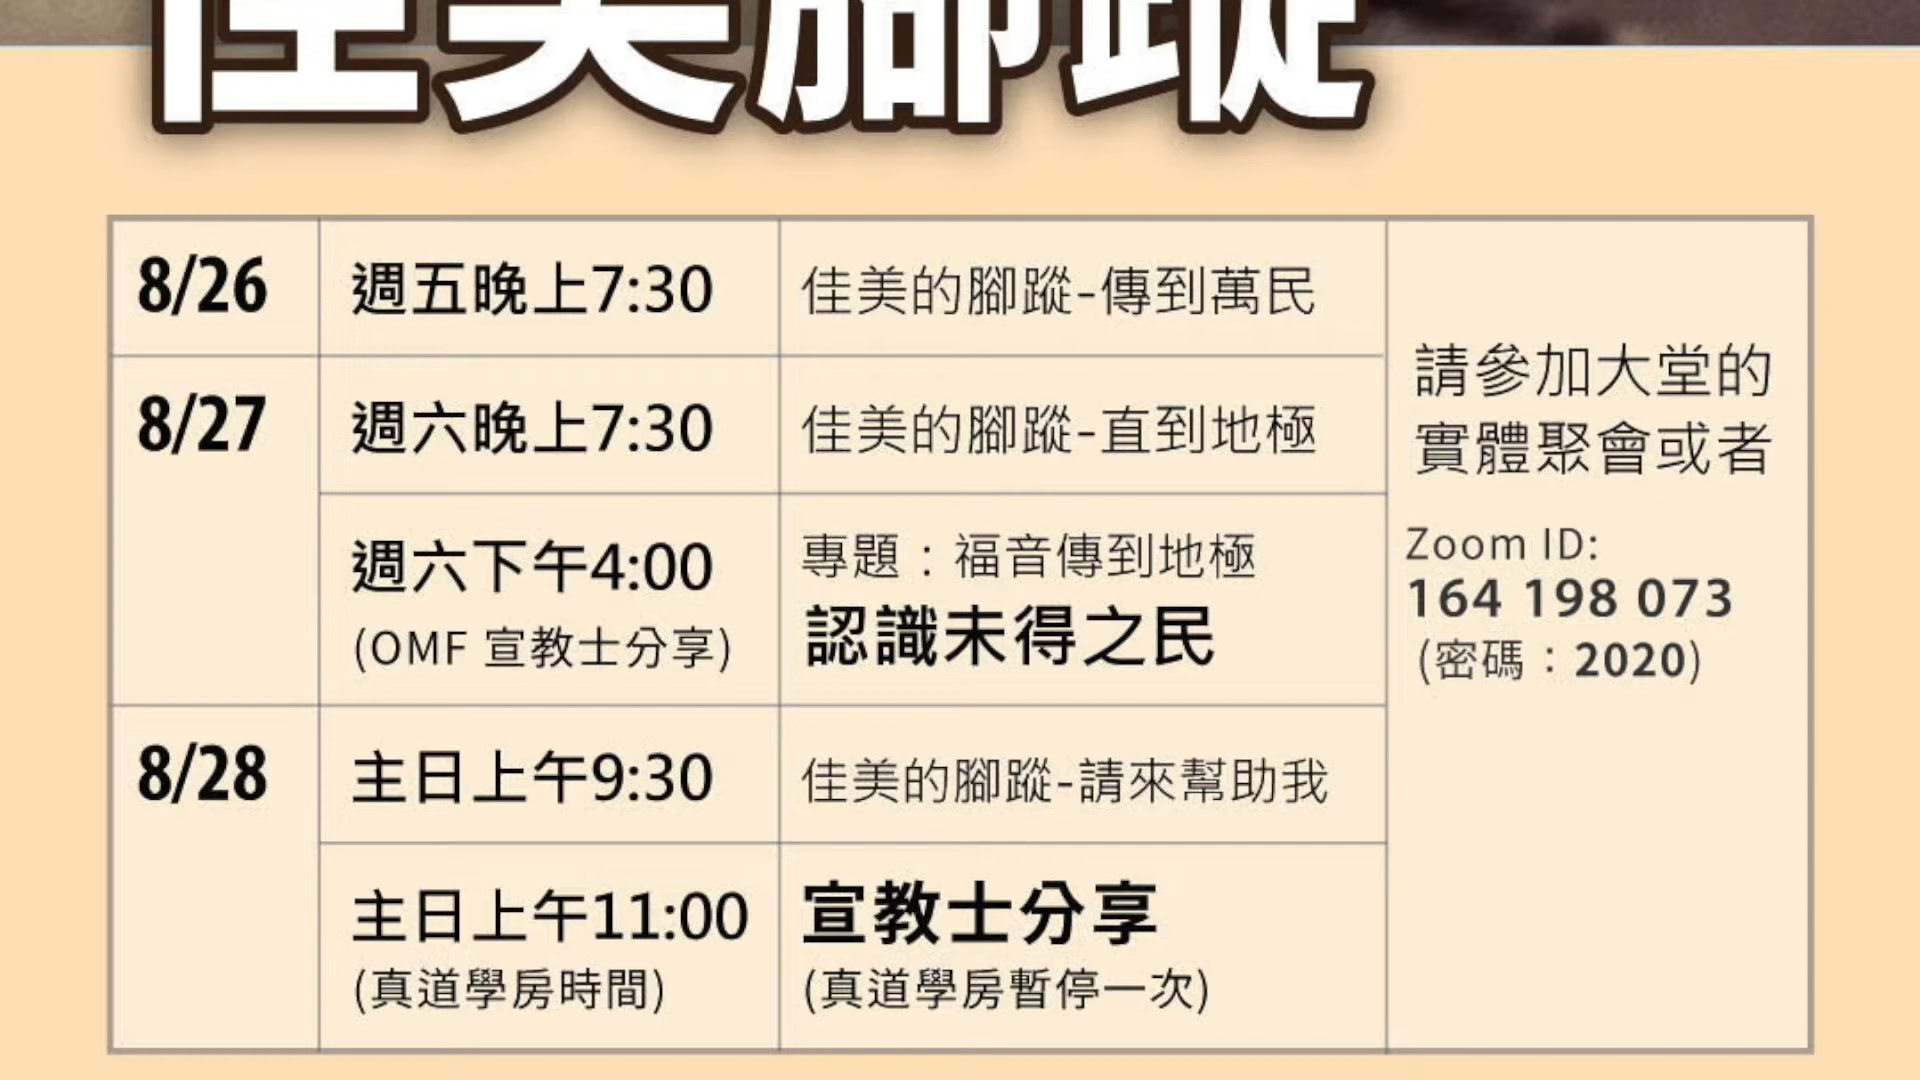 佳美腳蹤
8/26
週五晚上7:30
佳美的腳蹤-傳到萬民
8/27
週六晚上7:30
佳美的腳蹤-直到地極
週六下午4:00
(OMF 宣教士分享)
專題：福音傳到地極
認識未得之民
8/28
主日上午9:30
佳美的腳蹤-請來幫助我
主日上午11:00
(真道學房時間)
宣教士分享
(真道學房暫停一次)
請參加大堂的
實體聚會或者
Zoom ID:
164 198 073
(密碼：2020)